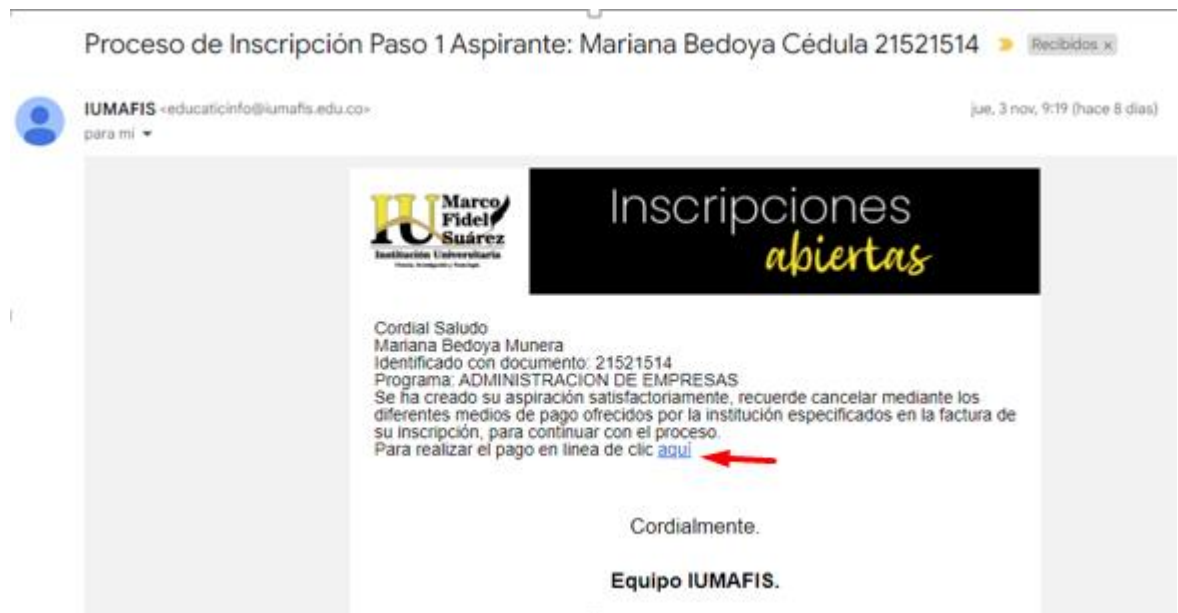 Proceso de Inscripción Paso 1 Aspirante: Mariana Bedoya Cédula 21521514 Recibidos x
IUMAFIS <educaticinfo@iumafis.edu.co> jue, 3 nov, 9:19 (hace 8 días)
para mí
IU Marco
Fidel
Suárez
Institución Universitaria
Inscripciones
abiertas
Cordial Saludo
Mariana Bedoya Munera
Identificado con documento: 21521514
Programa: ADMINISTRACION DE EMPRESAS
Se ha creado su aspiración satisfactoriamente, recuerde cancelar mediante los
diferentes medios de pago ofrecidos por la institución especificados en la factura de
su inscripción, para continuar con el proceso.
Para realizar el pago en linea de clic aquí
Cordialmente.
Equipo IUMAFIS.